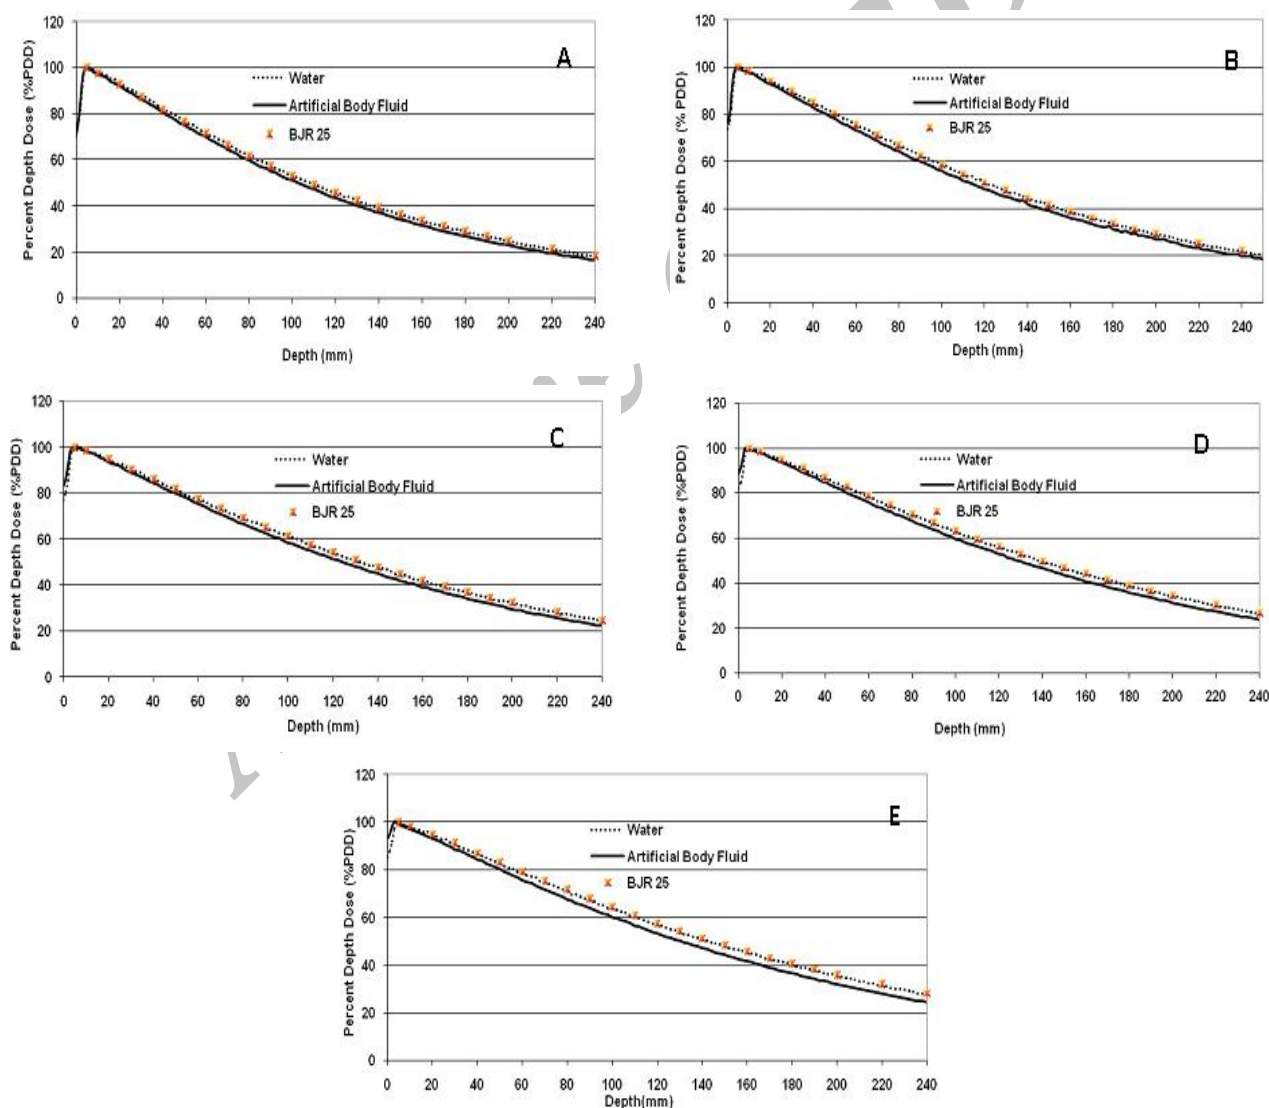 A
Percent Depth Dose (%PDD)
120
100
80
60
40
20
0
Water
Artificial Body Fluid
BJR 25
0 20 40 60 80 100 120 140 160 180 200 220 240
Depth (mm)
B
Percent Depth Dose (% PDD)
120
100
80
60
40
20
0
Water
Artificial Body Fluid
BJR 25
0 20 40 60 80 100 120 140 160 180 200 220 240
Depth (mm)
C
Percent Depth Dose (%PDD)
120
100
80
60
40
20
0
Water
Artificial Body Fluid
BJR 25
0 20 40 60 80 100 120 140 160 180 200 220 240
Depth (mm)
D
Percent Depth Dose (%PDD)
120
100
80
60
40
20
0
Water
Artificial Body Fluid
BJR 25
0 20 40 60 80 100 120 140 160 180 200 220 240
Depth (mm)
E
Percent Depth Dose (%PDD)
120
100
80
60
40
20
0
Water
Artificial Body Fluid
BJR 25
0 20 40 60 80 100 120 140 160 180 200 220 240
Depth(mm)